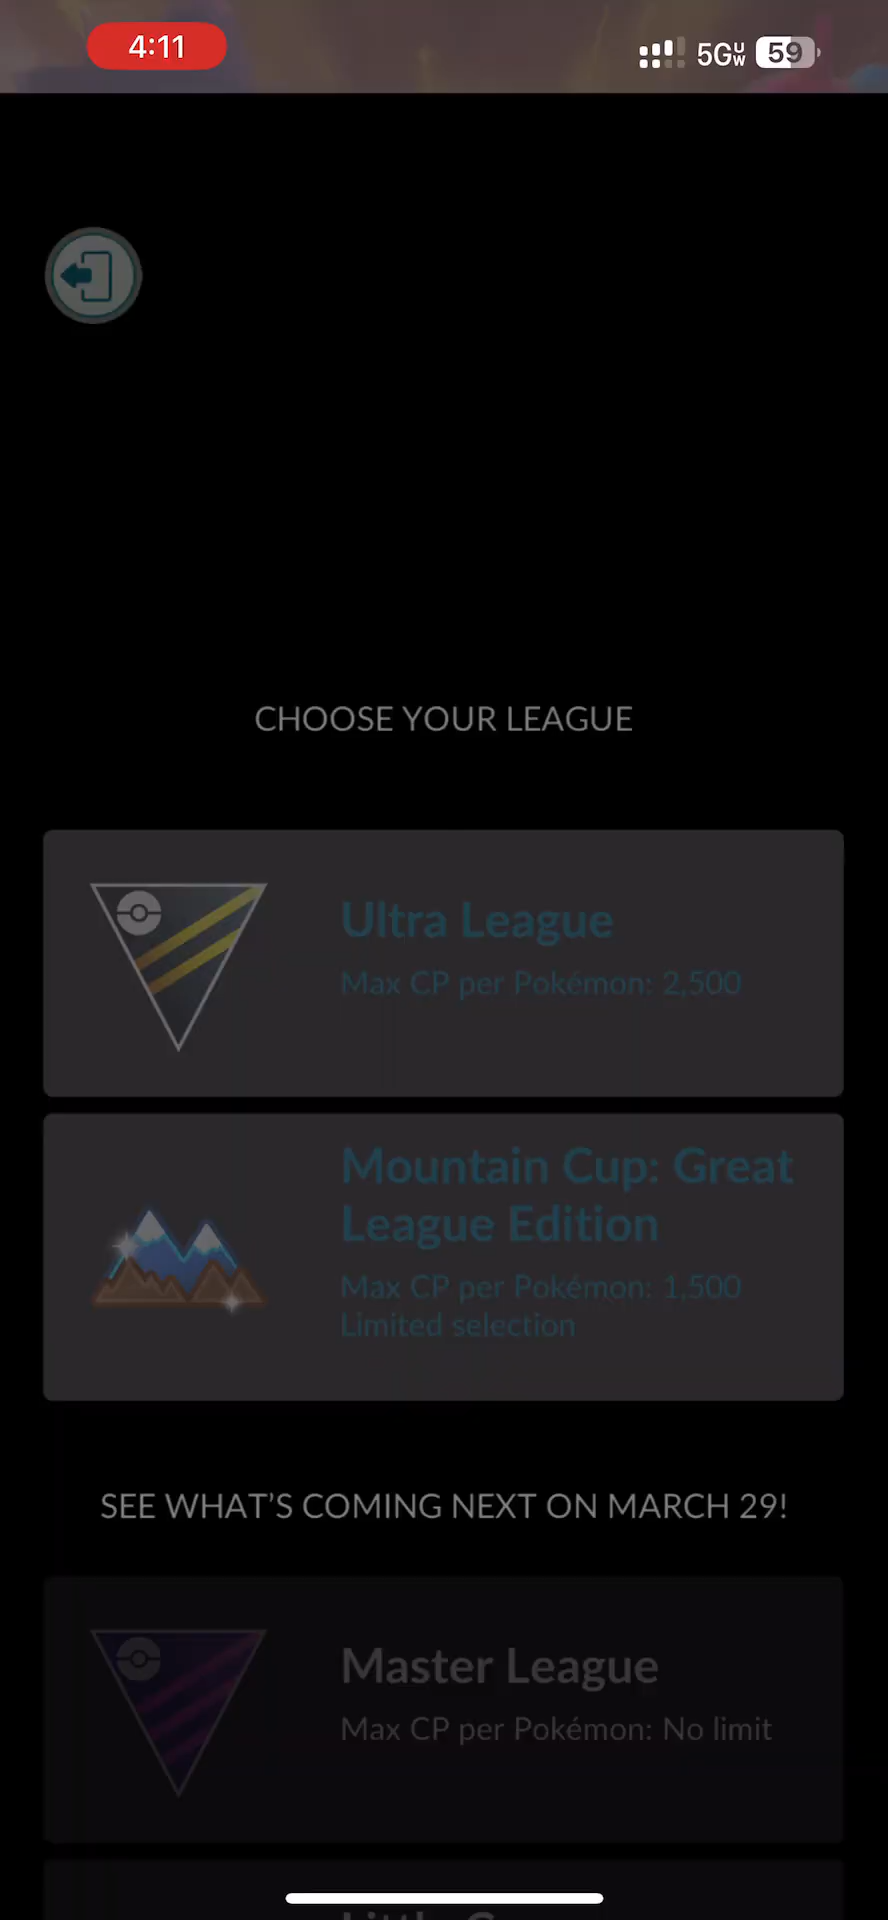 4:11
5GUW 59
CHOOSE YOUR LEAGUE
Ultra League
Max CP per Pokémon: 2,500
Mountain Cup: Great
League Edition
Max CP per Pokémon: 1,500
Limited selection
SEE WHAT’S COMING NEXT ON MARCH 29!
Master League
Max CP per Pokémon: No limit